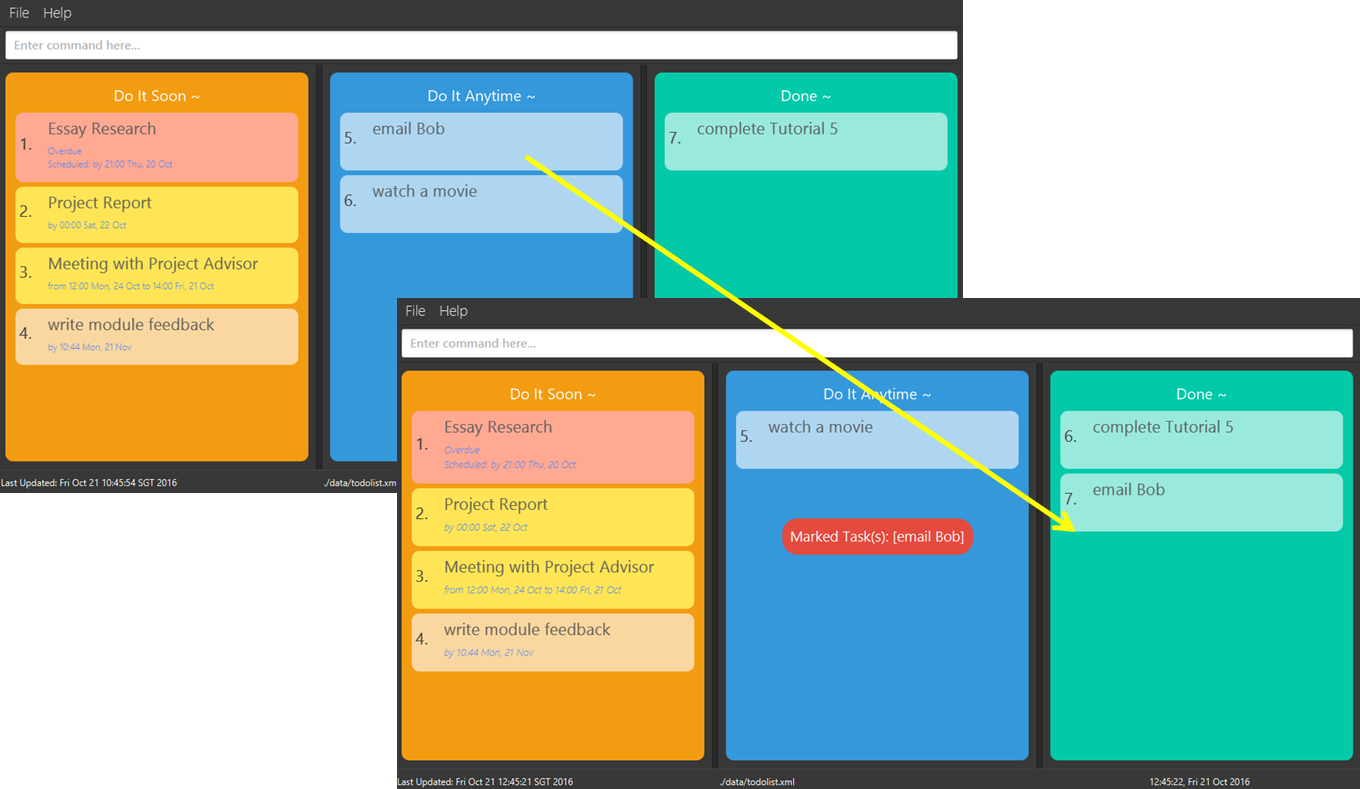 File Help
Enter command here...
Do It Soon ~
1. Essay Research
Overdue
Scheduled: by 21:00 Thu, 20 Oct
2. Project Report
by 00:00 Sat, 22 Oct
3. Meeting with Project Advisor
from 12:00 Mon, 24 Oct to 14:00 Fri, 21 Oct
4. write module feedback
by 10:44 Mon, 21 Nov
Do It Anytime ~
5. email Bob
6. watch a movie
Done ~
7. complete Tutorial 5
Last Updated: Fri Oct 21 10:45:54 SGT 2016
./data/todolist.xm
File Help
Enter command here...
Do It Soon ~
1. Essay Research
Overdue
Scheduled: by 21:00 Thu, 20 Oct
2. Project Report
by 00:00 Sat, 22 Oct
3. Meeting with Project Advisor
from 12:00 Mon, 24 Oct to 14:00 Fri, 21 Oct
4. write module feedback
by 10:44 Mon, 21 Nov
Do It Anytime ~
5. watch a movie
Marked Task(s): [email Bob]
Done ~
6. complete Tutorial 5
7. email Bob
Last Updated: Fri Oct 21 12:45:21 SGT 2016
./data/todolist.xml
12:45:22, Fri 21 Oct 2016